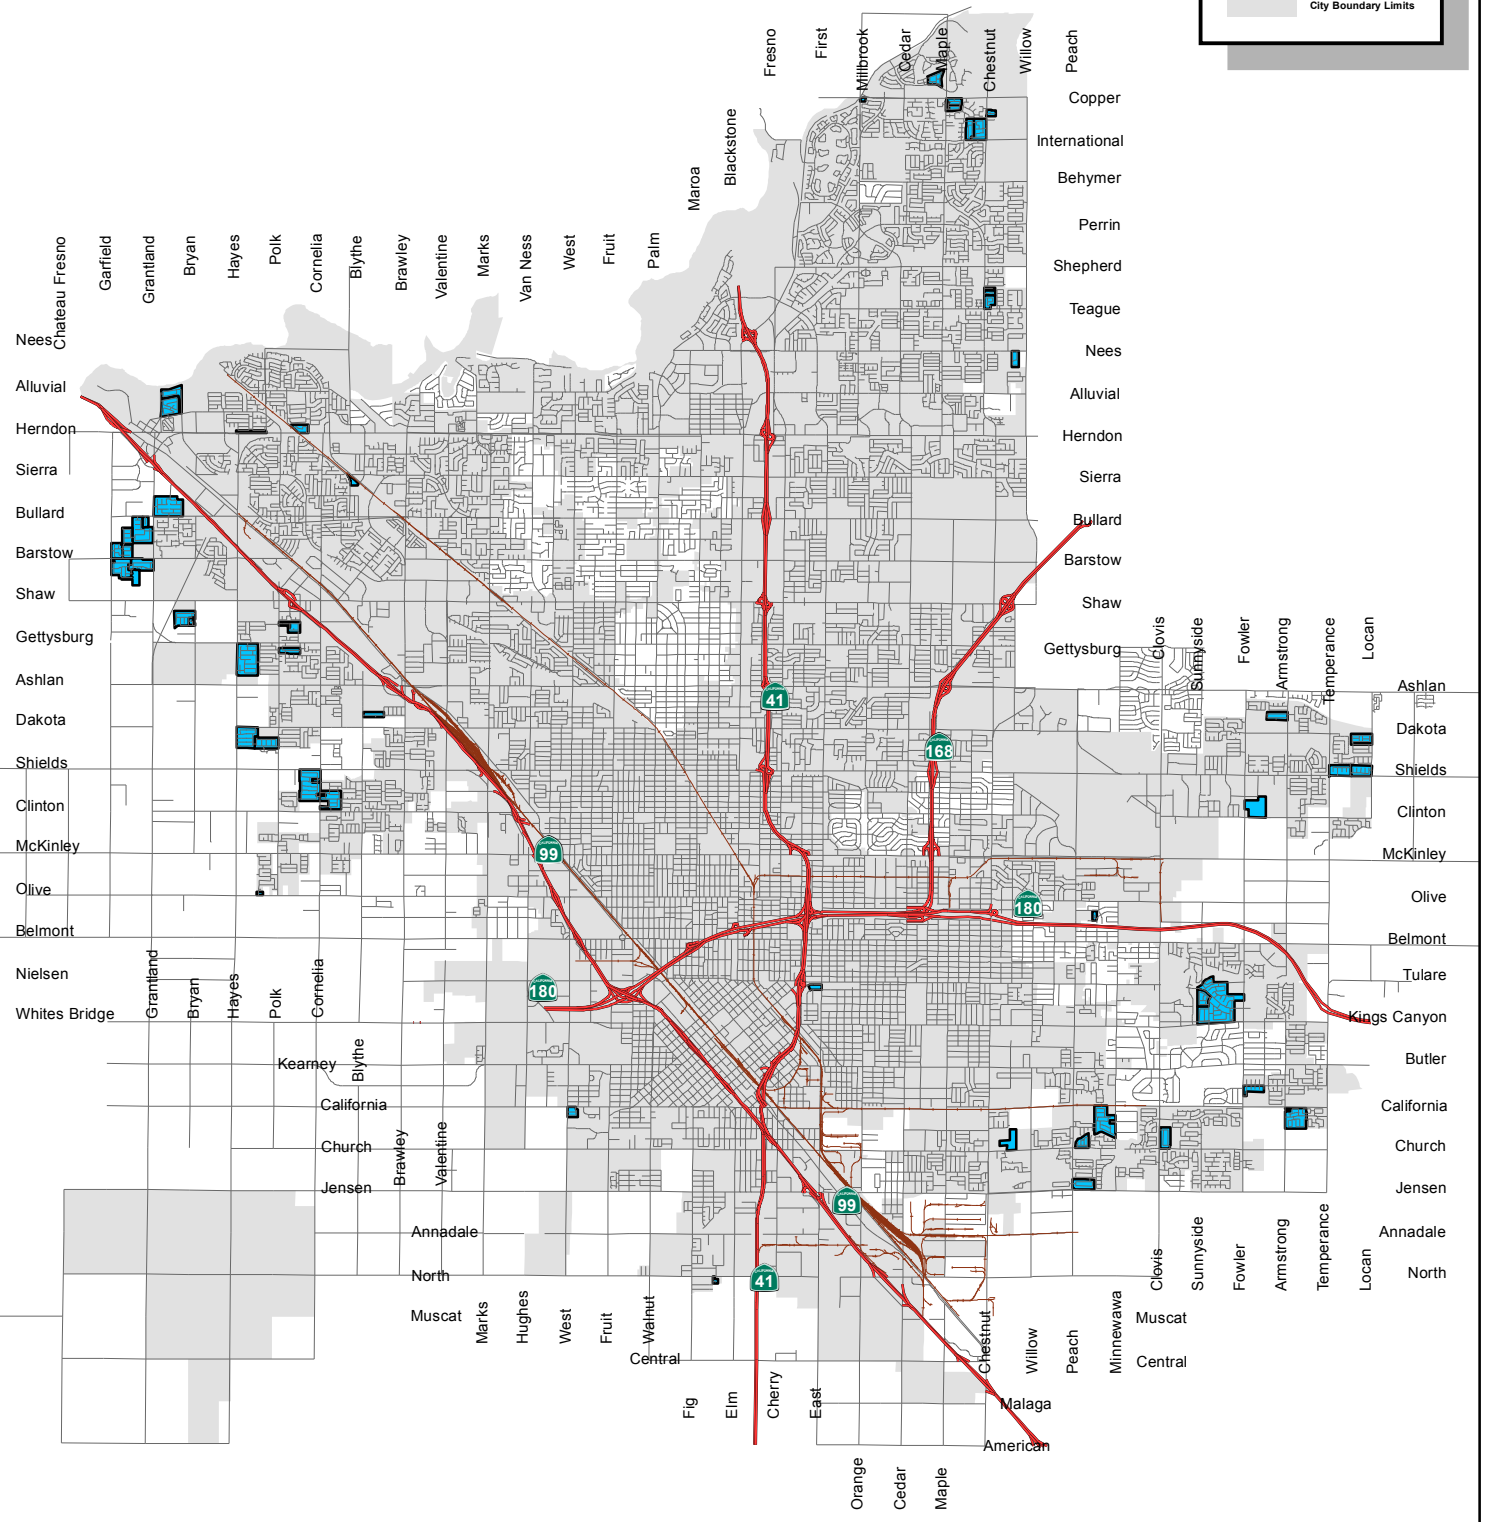 City Boundary Limits
Fresno
First
Millbrook
Cedar
Maple
Chestnut
Willow
Peach
Copper
International
Behymer
Perrin
Shepherd
Teague
Nees
Alluvial
Herndon
Sierra
Bullard
Barstow
Shaw
Gettysburg
Blackstone
Maroa
Chateau Fresno
Garfield
Grantland
Bryan
Hayes
Polk
Cornelia
Blythe
Brawley
Valentine
Marks
Van Ness
West
Fruit
Palm
Nees
Alluvial
Herndon
Sierra
Bullard
Barstow
Shaw
Gettysburg
Ashlan
Dakota
Shields
Clinton
McKinley
Olive
Belmont
Nielsen
Whites Bridge
Clovis
Sunnyside
Fowler
Armstrong
Temperance
Locan
Ashlan
Dakota
Shields
Clinton
McKinley
Olive
Belmont
Tulare
Kings Canyon
Butler
California
Church
Jensen
Annadale
North
41
168
99
180
180
99
41
Grantland
Bryan
Hayes
Polk
Cornelia
Kearney
Blythe
California
Church
Jensen
Brawley
Valentine
Annadale
North
Muscat
Marks
Hughes
West
Fruit
Walnut
Central
Fig
Elm
Cherry
East
Orange
Cedar
Maple
Chestnut
Willow
Peach
Minnewawa
Clovis
Sunnyside
Fowler
Armstrong
Temperance
Locan
Muscat
Central
Malaga
American